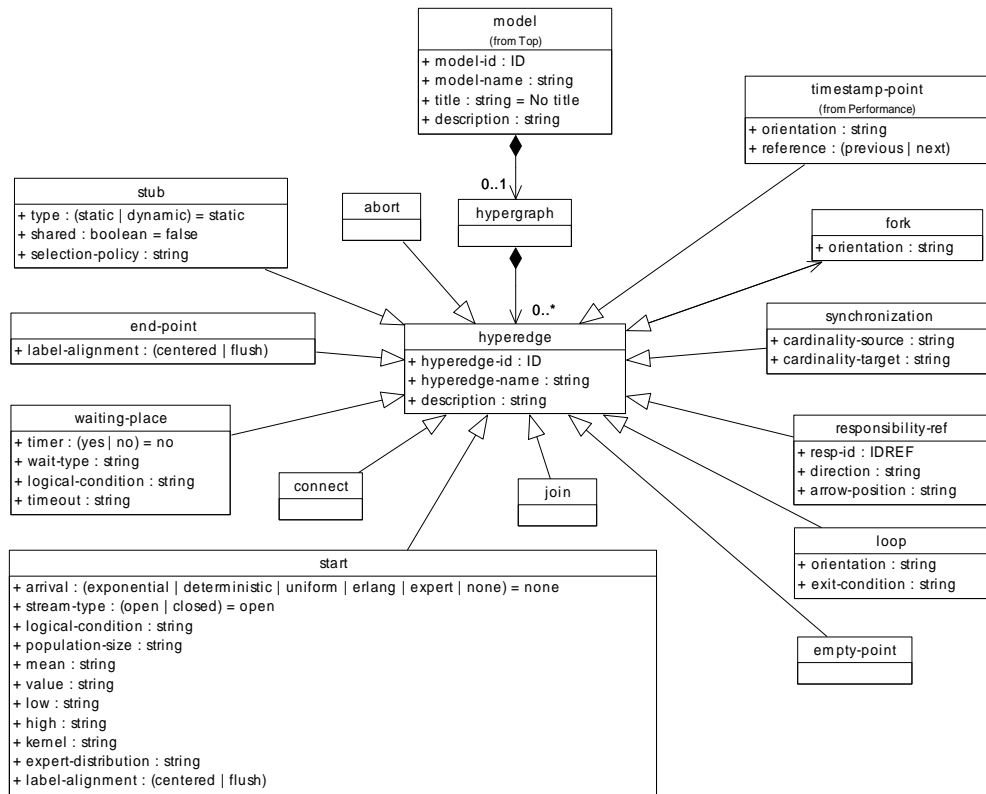 model
(from Top)
+ model-id : ID
+ model-name : string
+ title : string = No title
+ description : string
timestamp-point
(from Performance)
+ orientation : string
+ reference : (previous | next)
stub
+ type : (static | dynamic) = static
+ shared : boolean = false
+ selection-policy : string
abort
0..1
hypergraph
fork
+ orientation : string
0..*
end-point
+ label-alignment : (centered | flush)
hyperedge
+ hyperedge-id : ID
+ hyperedge-name : string
+ description : string
synchronization
+ cardinality-source : string
+ cardinality-target : string
waiting-place
+ timer : (yes | no) = no
+ wait-type : string
+ logical-condition : string
+ timeout : string
connect
join
responsibility-ref
+ resp-id : IDREF
+ direction : string
+ arrow-position : string
loop
+ orientation : string
+ exit-condition : string
start
+ arrival : (exponential | deterministic | uniform | erlang | expert | none) = none
+ stream-type : (open | closed) = open
+ logical-condition : string
+ population-size : string
+ mean : string
+ value : string
+ low : string
+ high : string
+ kernel : string
+ expert-distribution : string
+ label-alignment : (centered | flush)
empty-point